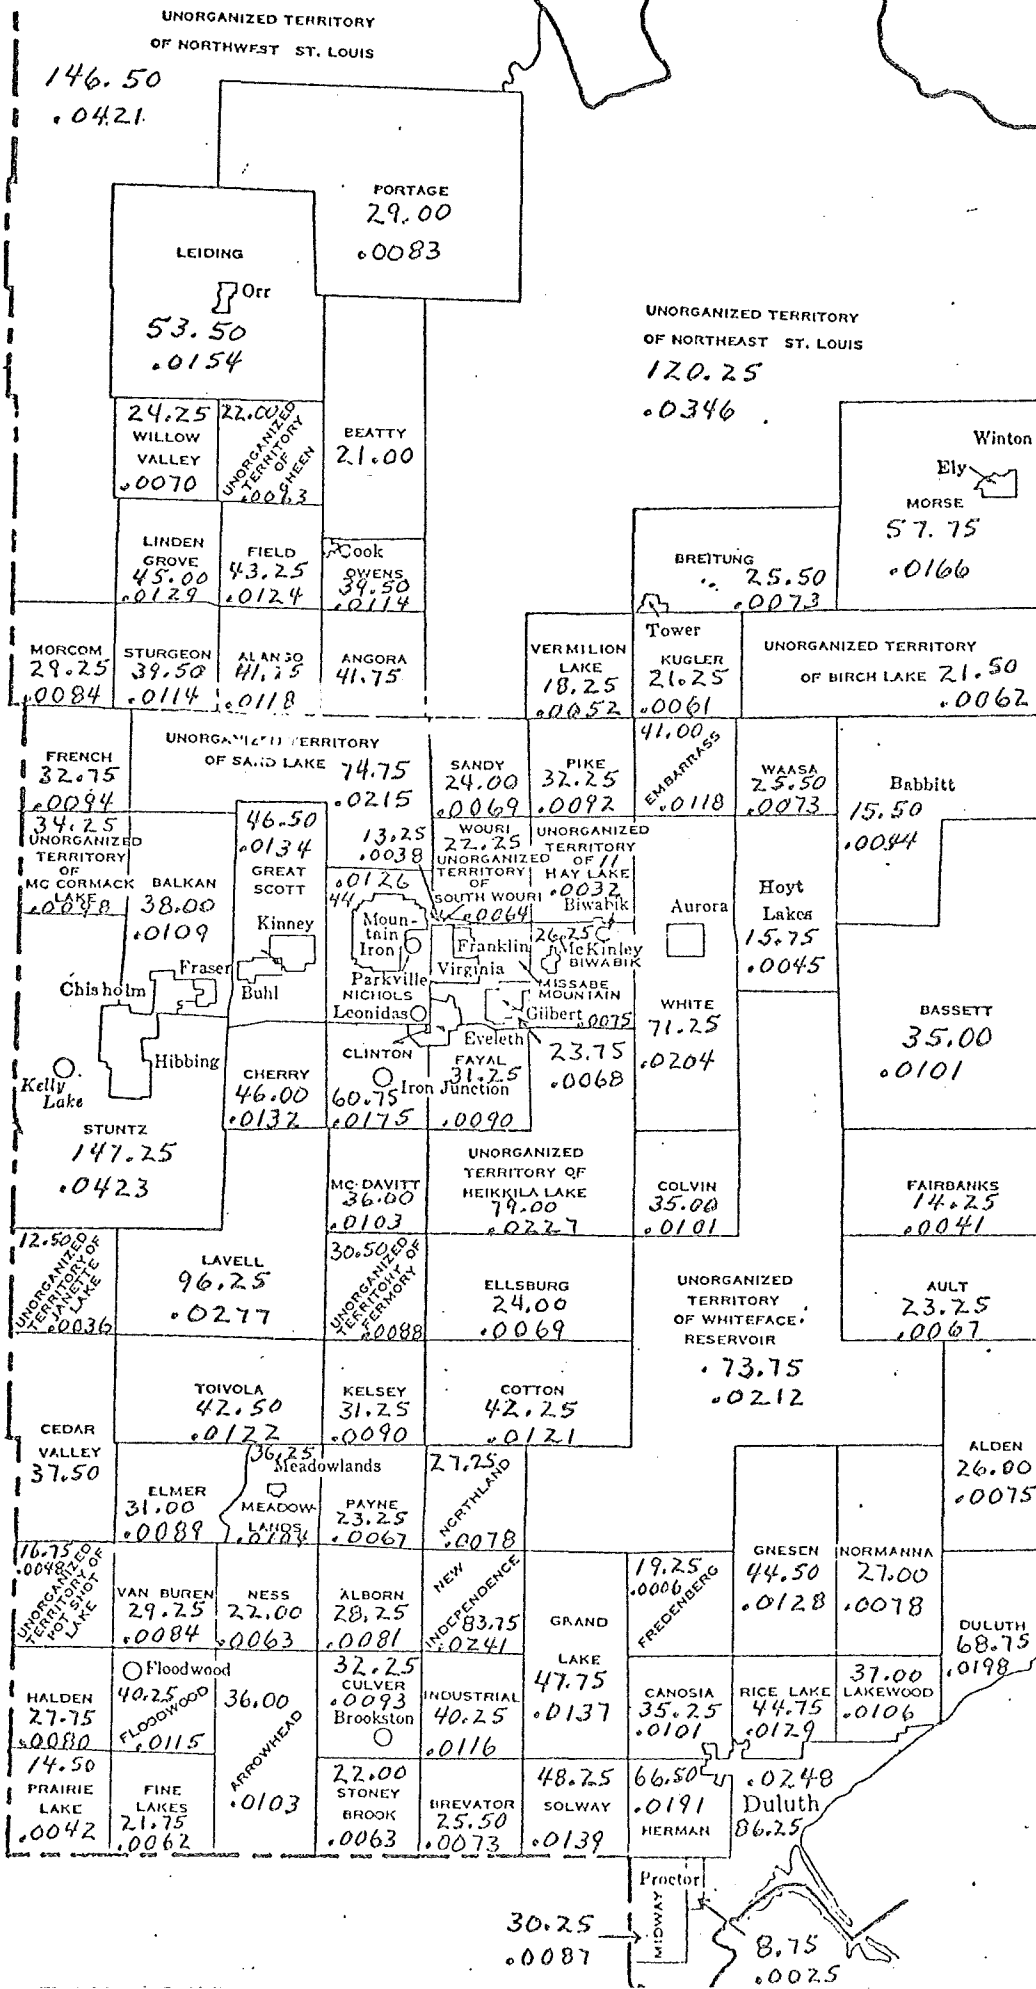 UNORGANIZED TERRITORY
OF NORTHWEST ST. LOUIS
146.50
.0421
PORTAGE
29.00
.0083
LEIDING
Orr
53.50
.0154
UNORGANIZED TERRITORY
OF NORTHEAST ST. LOUIS
120.25
.0346
24.25
WILLOW
VALLEY
.0070
22.00
UNORGANIZED
TERRITORY
OF
GHEEN
.0063
BEATTY
21.00
Winton
Ely
MORSE
57.75
.0166
LINDEN
GROVE
45.00
.0129
FIELD
43.25
.0124
Cook
OWENS
39.50
.0114
BREITUNG
25.50
.0073
Tower
MORCOM
29.25
.0084
STURGEON
39.50
.0114
ALANGO
.0118
ANGORA
41.75
VERMILION
LAKE
18.25
.0052
KUGLER
21.25
.0061
UNORGANIZED TERRITORY
OF BIRCH LAKE 21.50
.0062
FRENCH
32.75
.0094
UNORGANIZED TERRITORY
OF SAND LAKE 74.75
.0215
SANDY
24.00
.0069
PIKE
32.25
.0092
41.00
EMBARRASS
.0118
WAASA
25.50
.0073
Babbitt
15.50
.0044
34.25
UNORGANIZED
TERRITORY
OF
MC CORMACK
LAKE
.0098
BALKAN
38.00
.0109
46.50
.0134
GREAT
SCOTT
Kinney
13.25
.0038
.0126
44
WOURI
22.25
UNORGANIZED
TERRITORY
OF
SOUTH WOURI
.0064
UNORGANIZED
TERRITORY
OF 11
HAY LAKE
.0032
Biwabik
Moun-
tain
Iron
Parkville
NICHOLS
Leonidas
Franklin
Virginia
26.25
McKinley
BIWABIK
MISSABE
MOUNTAIN
Gilbert .0075
Eveleth
23.75
.0068
Aurora
WHITE
71.25
.0204
Hoyt
Lakes
15.75
.0045
BASSETT
35.00
.0101
Chisholm
Fraser
Buhl
Hibbing
Kelly
Lake
STUNTZ
147.25
.0423
CHERRY
46.00
.0132
CLINTON
60.75
.0175
FAYAL
31.25
Iron Junction
.0090
MC DAVITT
36.00
.0103
UNORGANIZED
TERRITORY OF
HEIKKILA LAKE
79.00
.0227
COLVIN
35.00
.0101
FAIRBANKS
14.25
.0041
12.50
UNORGANIZED
TERRITORY OF
JANETTE
LAKE
.0036
LAVELL
96.25
.0277
30.50
UNORGANIZED
TERRITORY OF
FERMORY
.0088
ELLSBURG
24.00
.0069
UNORGANIZED
TERRITORY
OF WHITEFACE
RESERVOIR
73.75
.0212
AULT
23.25
.0067
CEDAR
VALLEY
37.50
TOIVOLA
42.50
.0122
KELSEY
31.25
.0090
COTTON
42.25
.0121
ALDEN
26.00
.0075
ELMER
31.00
.0089
36.25
Meadowlands
MEADOW-
LANDS
PAYNE
23.25
.0067
27.25
NORTHLAND
.0078
16.75
.0048
UNORGANIZED
TERRITORY OF
POT SHOT
LAKE
VAN BUREN
29.25
.0084
NESS
22.00
.0063
ALBORN
28.25
.0081
NEW
INDEPENDENCE
83.75
.0241
GRAND
LAKE
47.75
.0137
19.25
.0006
FREDENBERG
GNESEN
44.50
.0128
NORMANNA
27.00
.0078
DULUTH
68.75
.0198
HALDEN
27.75
.0080
Floodwood
40.25
FLOODWOOD
.0115
36.00
ARROWHEAD
.0103
32.25
CULVER
.0093
Brookston
INDUSTRIAL
40.25
.0116
CANOSIA
35.25
.0101
RICE LAKE
44.75
.0129
37.00
LAKEWOOD
.0106
14.50
PRAIRIE
LAKE
.0042
FINE
LAKES
21.75
.0062
22.00
STONEY
BROOK
.0063
BREVATOR
25.50
.0073
48.25
SOLWAY
.0139
66.50
.0191
HERMAN
.0248
Duluth
86.25
Proctor
MIDWAY
30.25
.0087
8.75
.0025